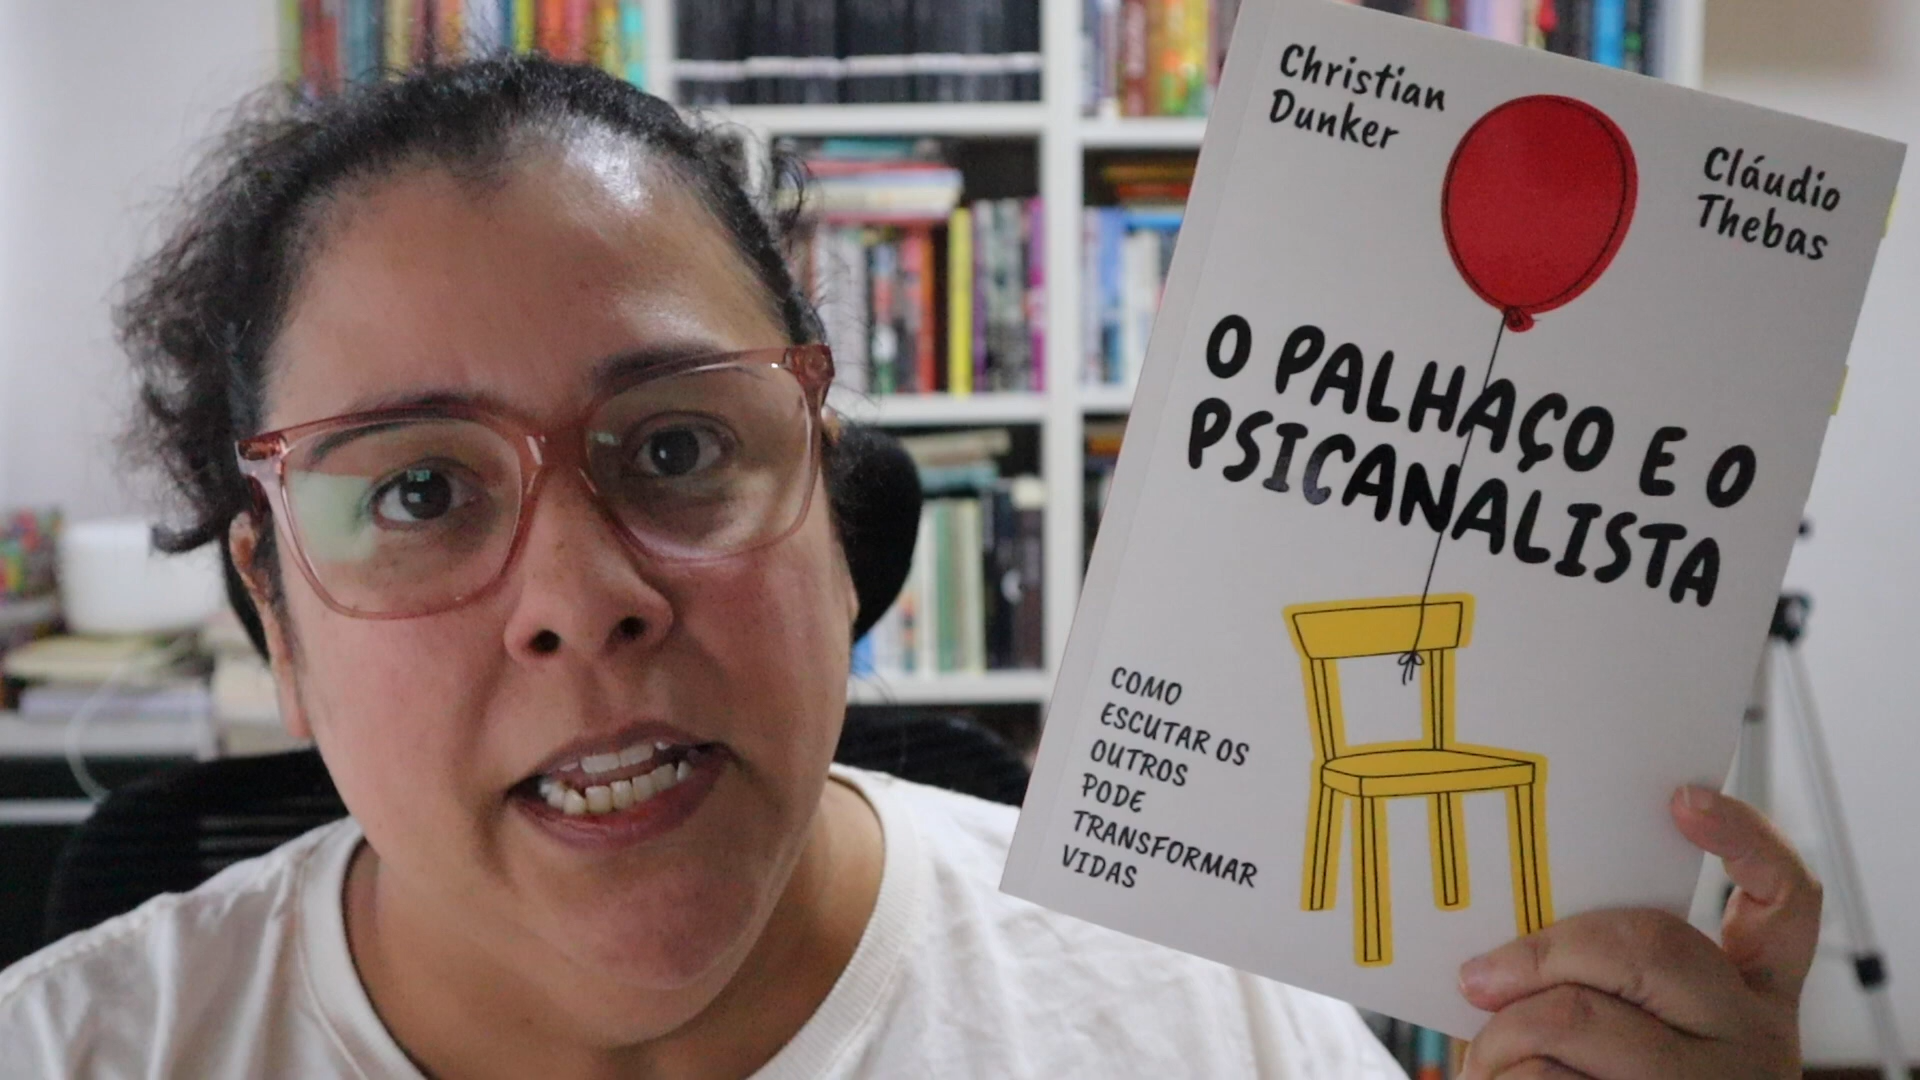 Christian
Dunker
Cláudio
Thebas
O PALHAÇO E O
PSICANALISTA
COMO
ESCUTAR OS
OUTROS
PODE
TRANSFORMAR
VIDAS